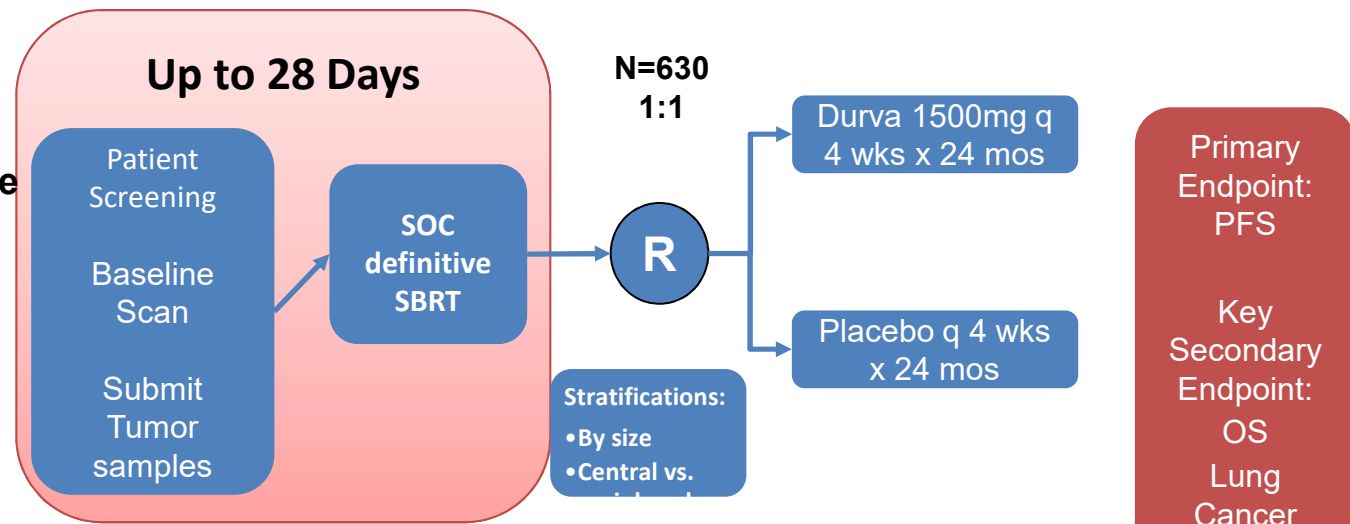 Up to 28 Days
Patient
Screening
Baseline
Scan
Submit
Tumor
samples
SOC
definitive
SBRT
N=630
1:1
R
Durva 1500mg q
4 wks x 24 mos
Placebo q 4 wks
x 24 mos
Stratifications:
•By size
•Central vs.
Primary
Endpoint:
PFS
Key
Secondary
Endpoint:
OS
Lung
Cancer